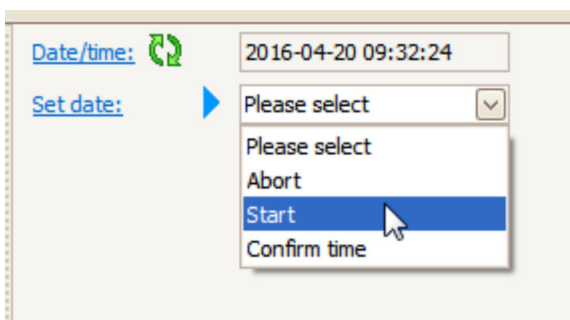 Date/time: 2016-04-20 09:32:24
Set date: Please select
Please select
Abort
Start
Confirm time